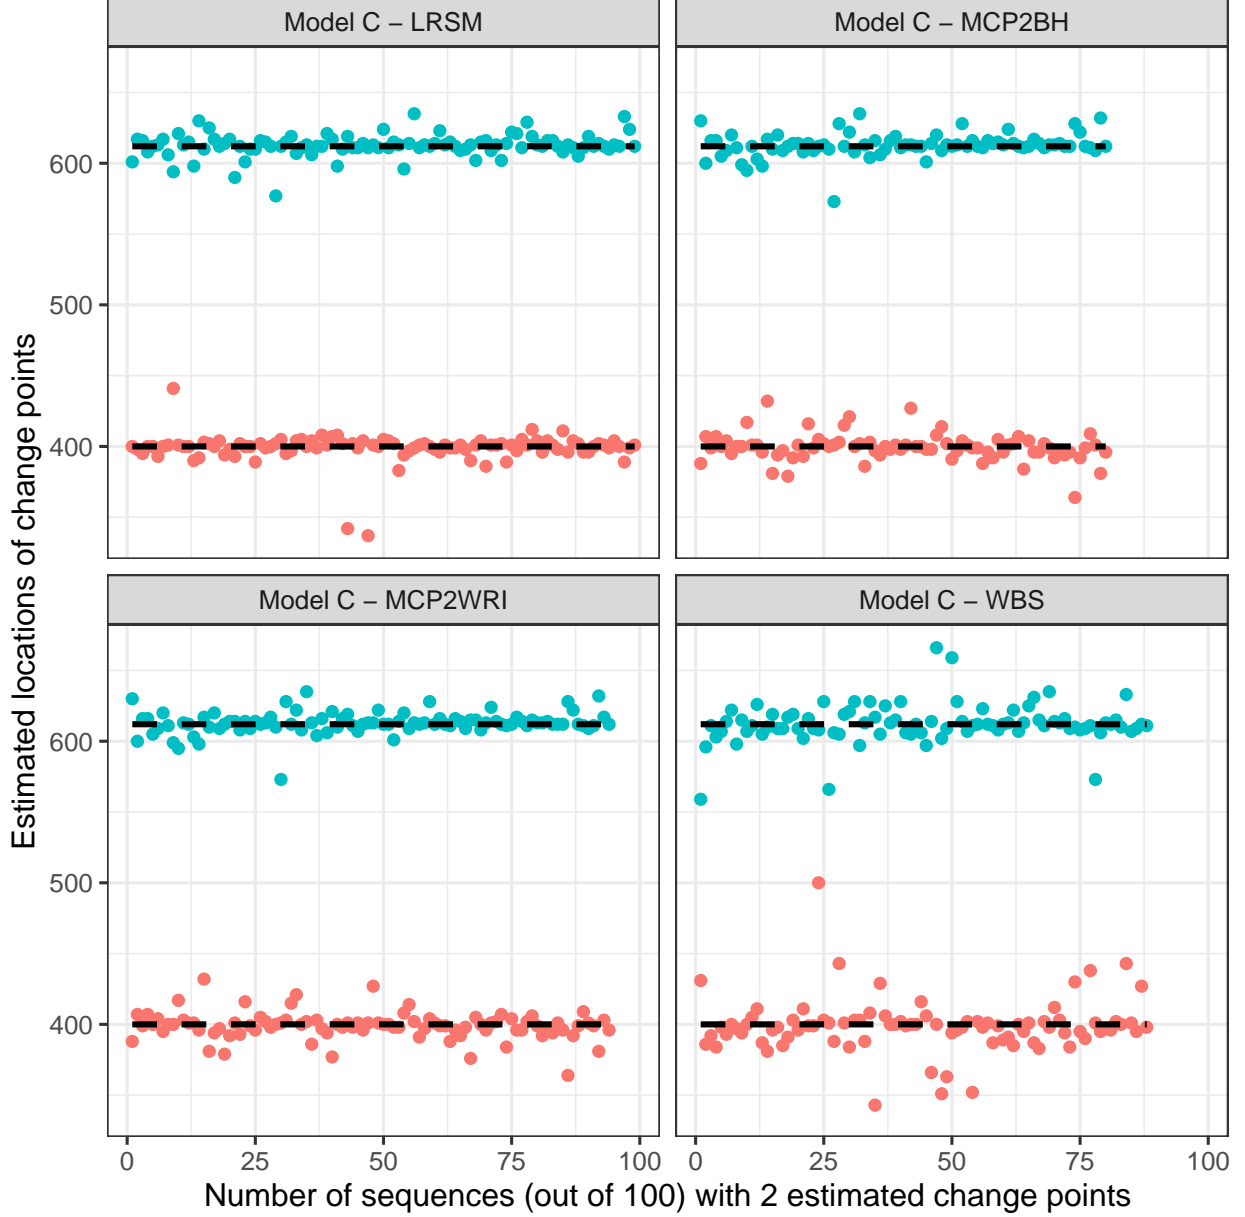 Model C − LRSM
Model C − MCP2BH
600
500
400
Model C − MCP2WRI
Model C − WBS
600
500
400
0 25 50 75 100
0 25 50 75 100
Estimated locations of change points
Number of sequences (out of 100) with 2 estimated change points